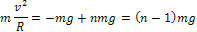 m v²/R = −mg + nmg = (n − 1)mg